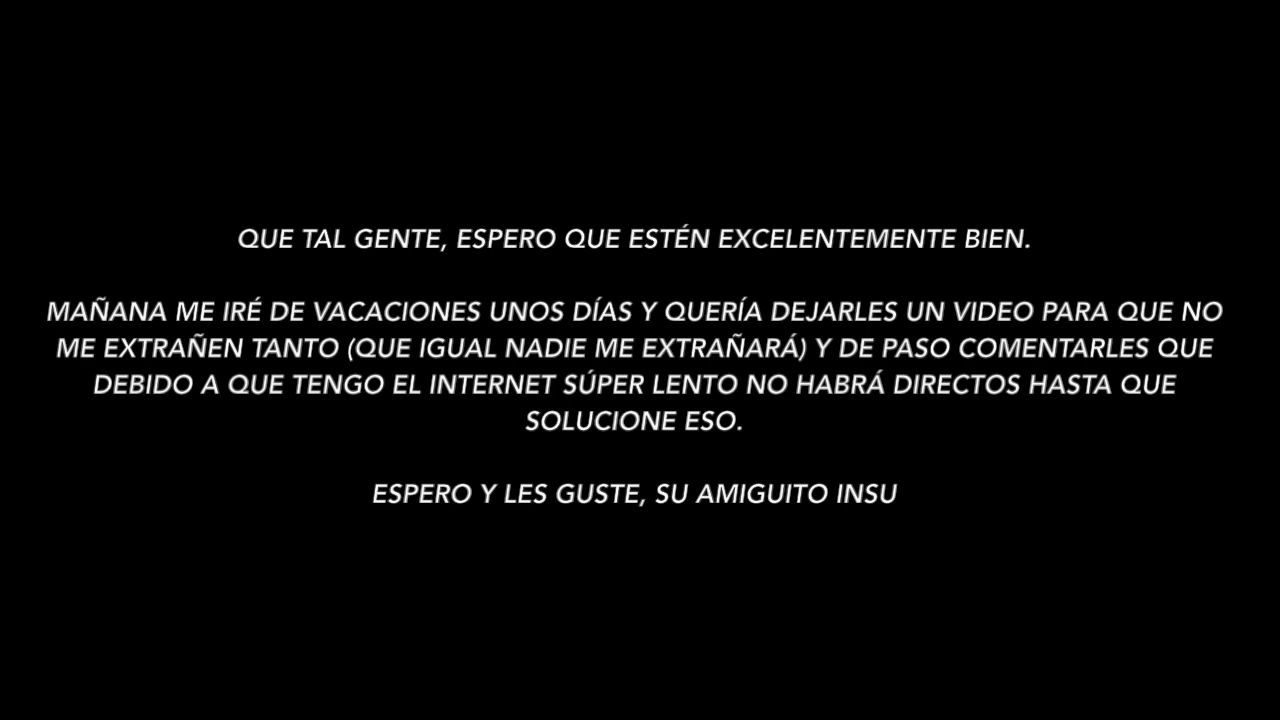 QUE TAL GENTE, ESPERO QUE ESTÉN EXCELENTEMENTE BIEN.
MAÑANA ME IRÉ DE VACACIONES UNOS DÍAS Y QUERÍA DEJARLES UN VIDEO PARA QUE NO
ME EXTRAÑEN TANTO (QUE IGUAL NADIE ME EXTRAÑARÁ) Y DE PASO COMENTARLES QUE
DEBIDO A QUE TENGO EL INTERNET SÚPER LENTO NO HABRÁ DIRECTOS HASTA QUE
SOLUCIONE ESO.
ESPERO Y LES GUSTE, SU AMIGUITO INSU